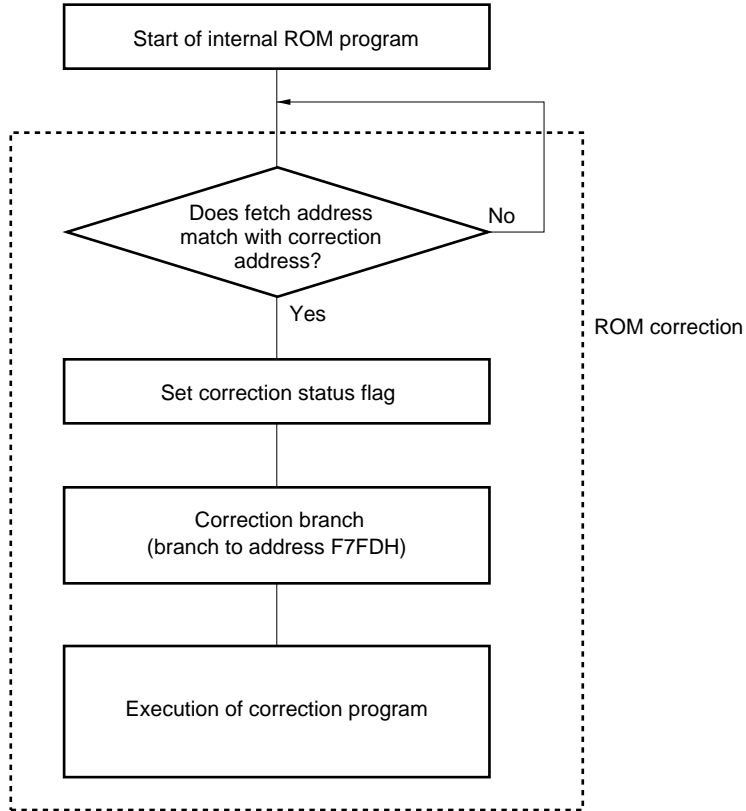 Start of internal ROM program
Does fetch address
match with correction
address?
No
Yes
ROM correction
Set correction status flag
Correction branch
(branch to address F7FDH)
Execution of correction program